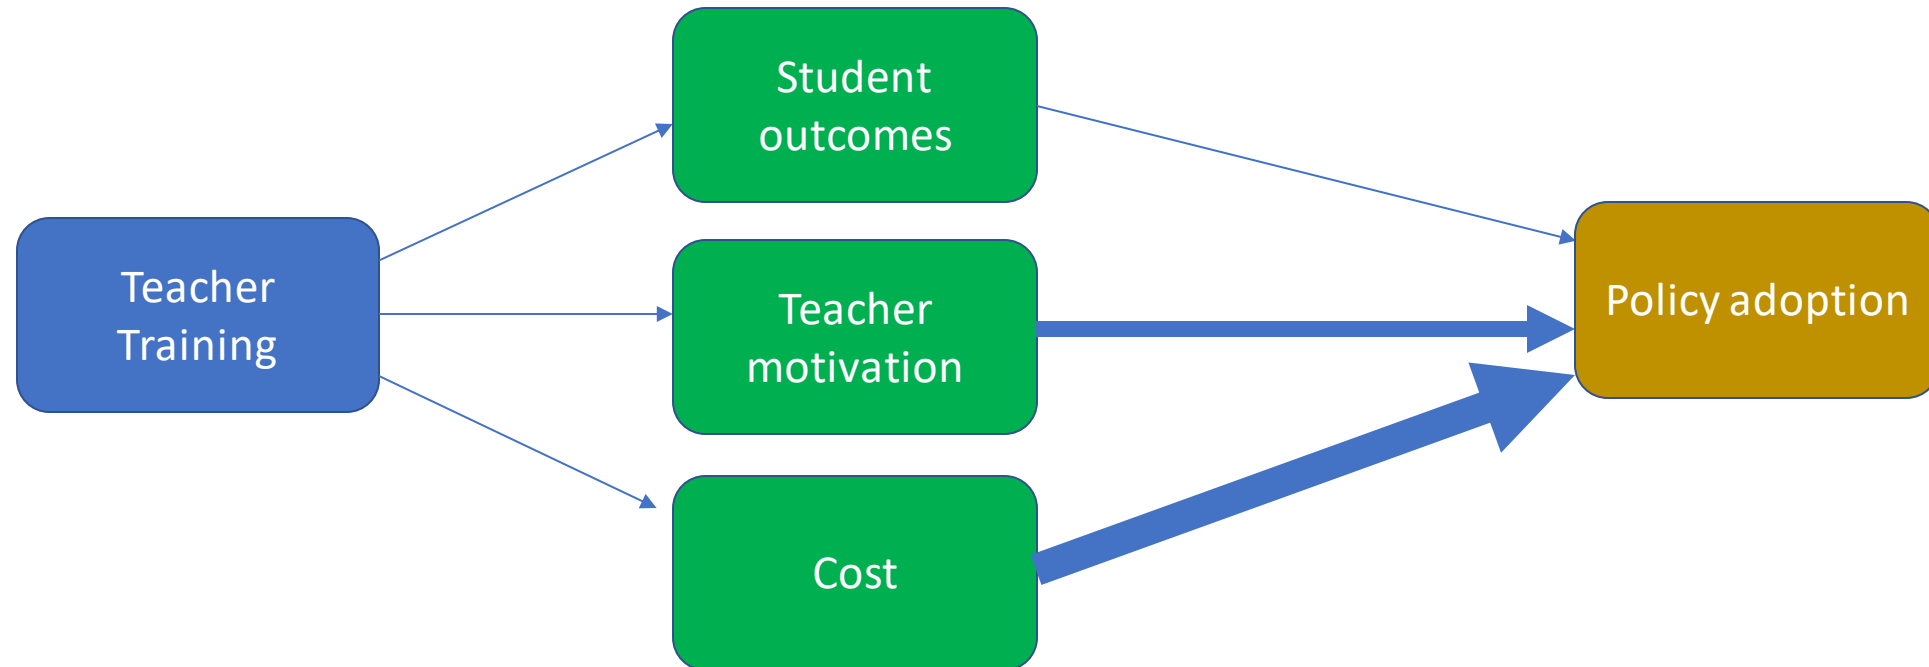 Student
outcomes
Teacher
Training
Teacher
motivation
Policy adoption
Cost